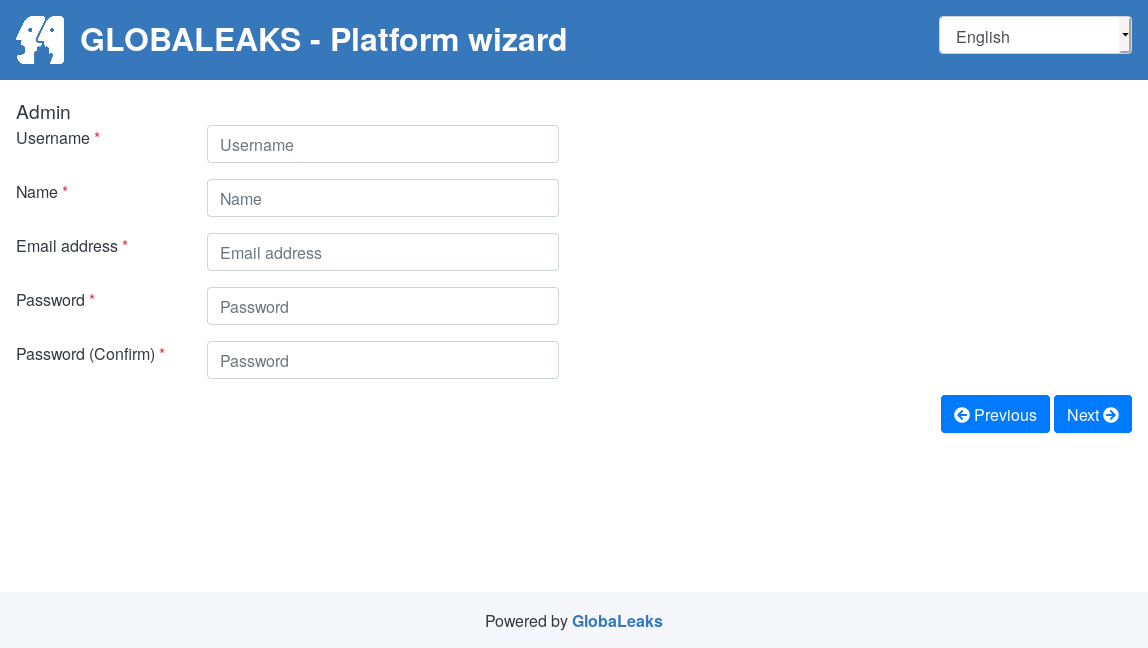 GLOBALEAKS - Platform wizard
English
Admin
Username *
Username
Name *
Name
Email address *
Email address
Password *
Password
Password (Confirm) *
Password
Previous
Next
Powered by GlobaLeaks